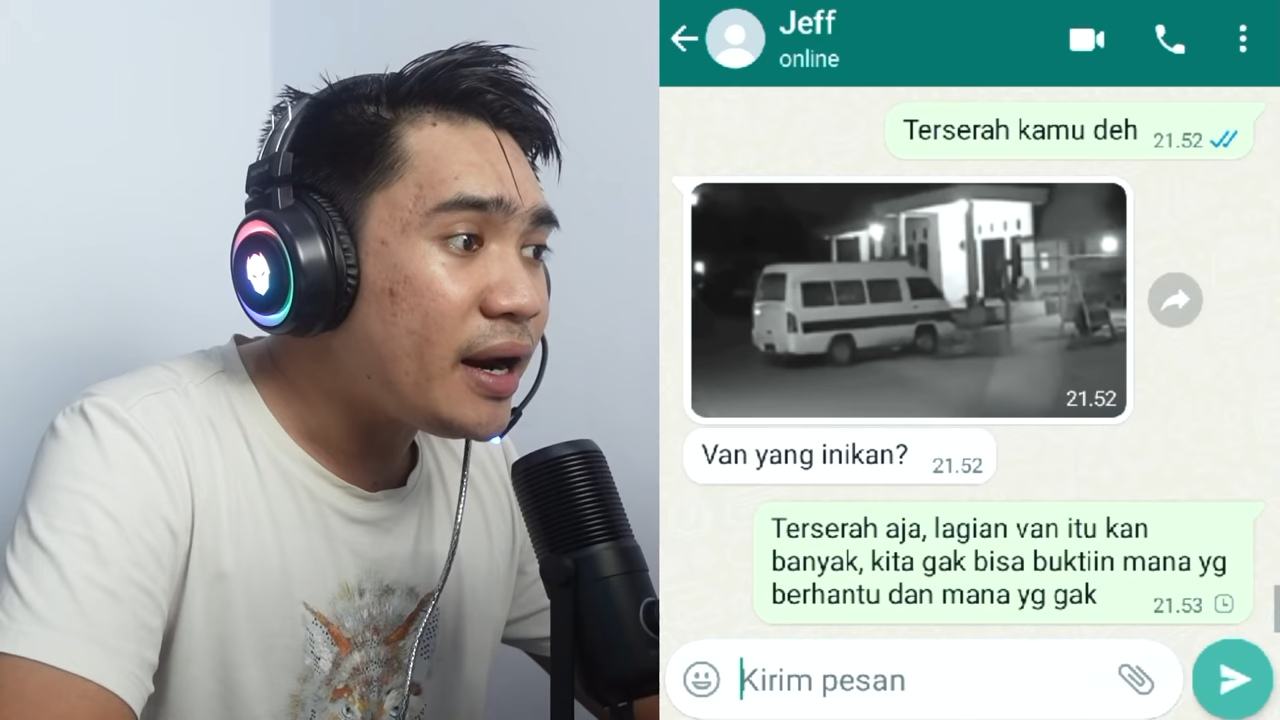 Jeff
online
Terserah kamu deh 21.52
21.52
Van yang inikan? 21.52
Terserah aja, lagian van itu kan
banyak, kita gak bisa buktiin mana yg
berhantu dan mana yg gak 21.53
Kirim pesan